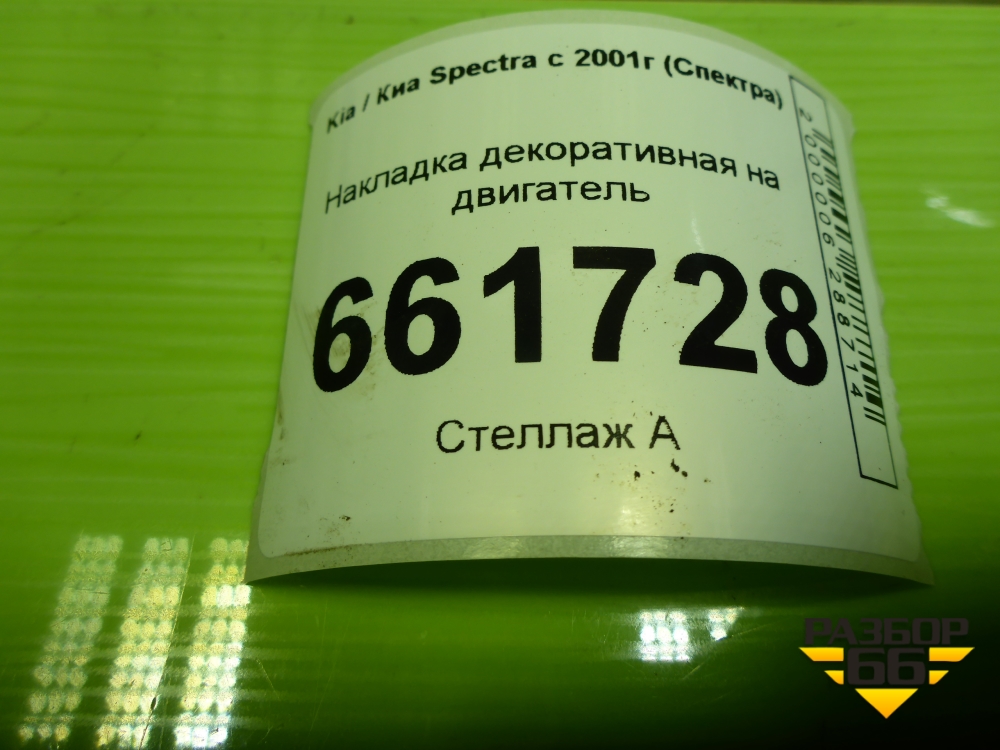 Kia / Киа Spectra с 2001г (Спектра)
Накладка декоративная на
двигатель
661728
Стеллаж А
2000006288714
РАЗБОР
66